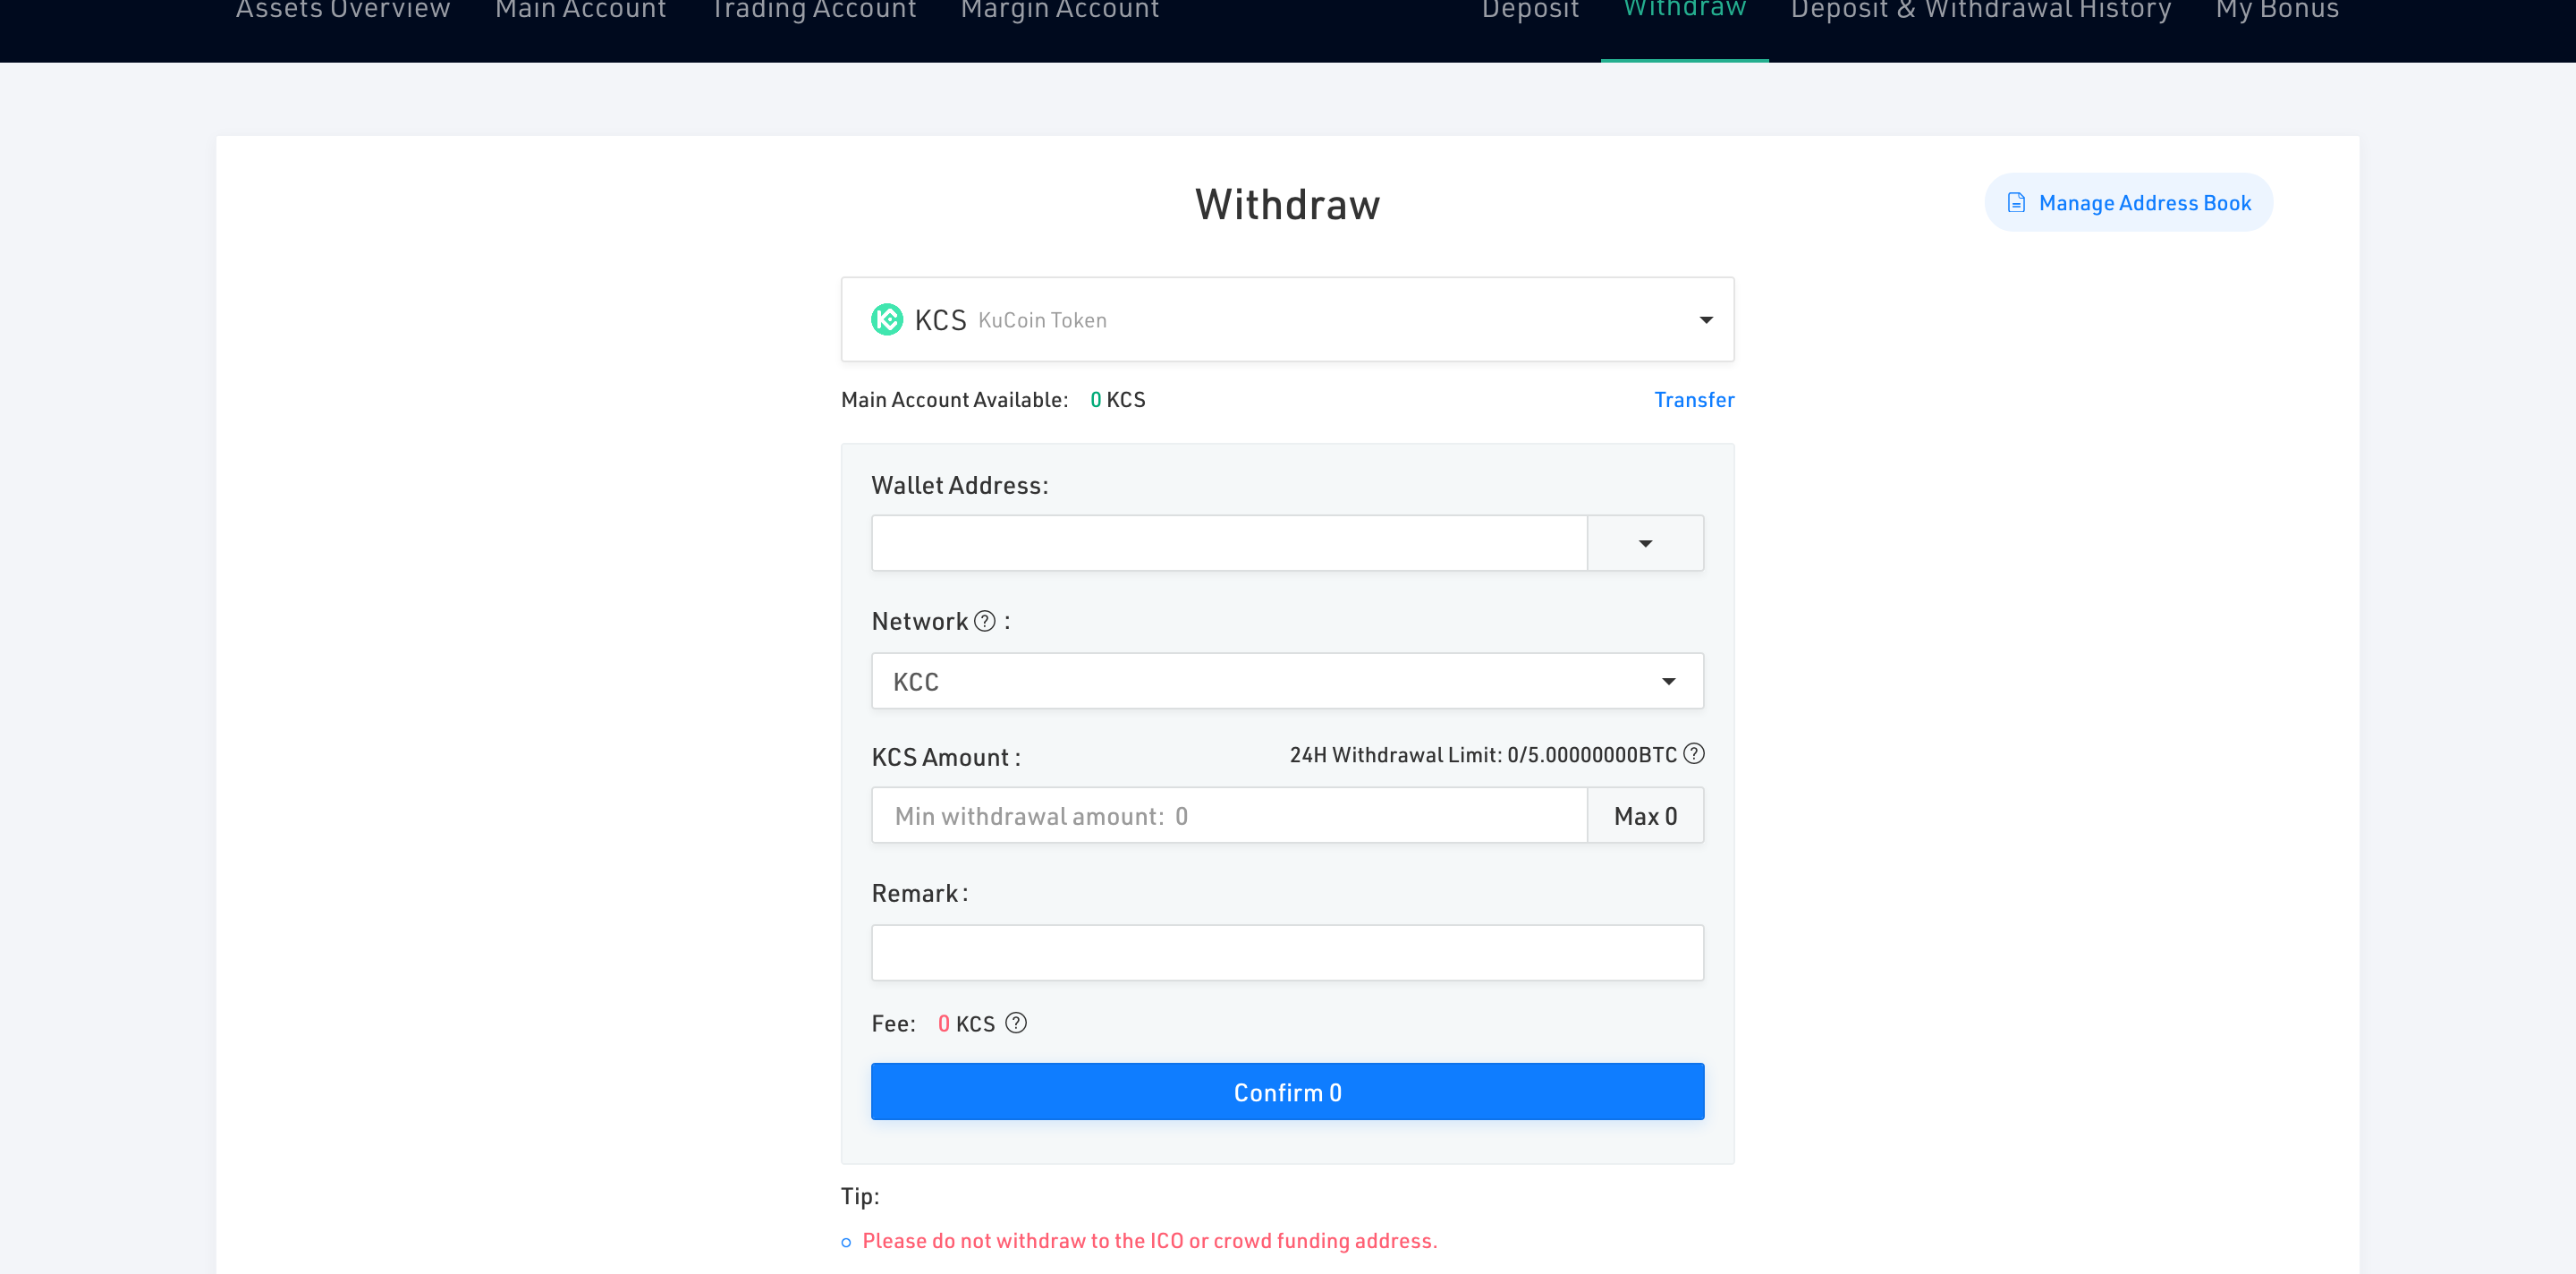 Assets Overview Main Account Trading Account Margin Account Deposit Withdraw Deposit & Withdrawal History My Bonus
Withdraw
Manage Address Book
KCS KuCoin Token
Main Account Available: 0 KCS Transfer
Wallet Address:
Network ? :
KCC
KCS Amount : 24H Withdrawal Limit: 0/5.00000000BTC ?
Min withdrawal amount: 0 Max 0
Remark :
Fee: 0 KCS ?
Confirm 0
Tip:
Please do not withdraw to the ICO or crowd funding address.